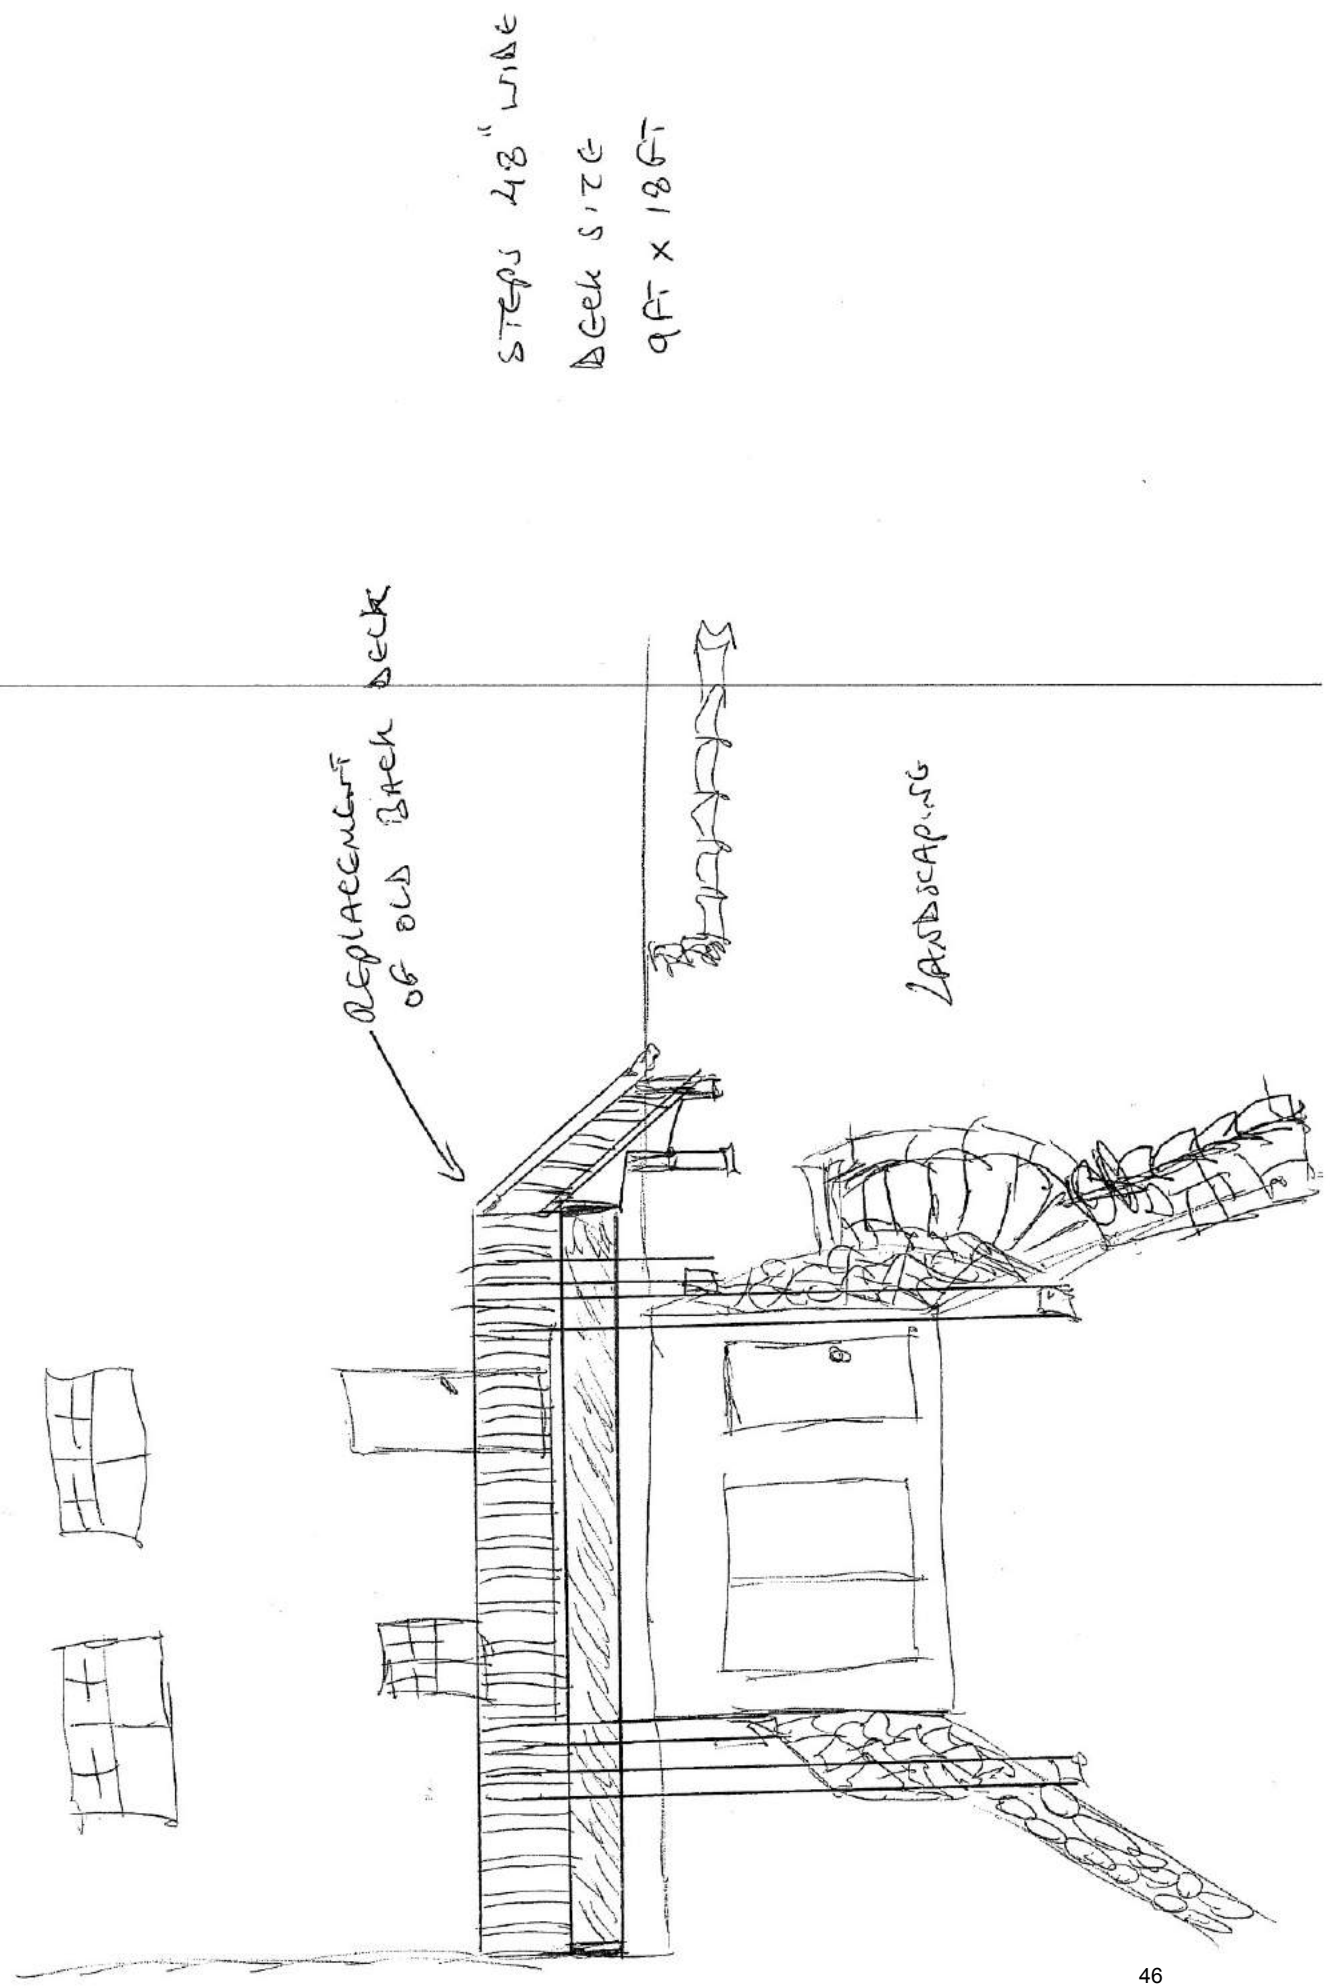 STEPS 48" WIDE
DECK SIZE
9FT X 18FT
REPLACEMENT
OF OLD BACK DECK
LANDSCAPING
46